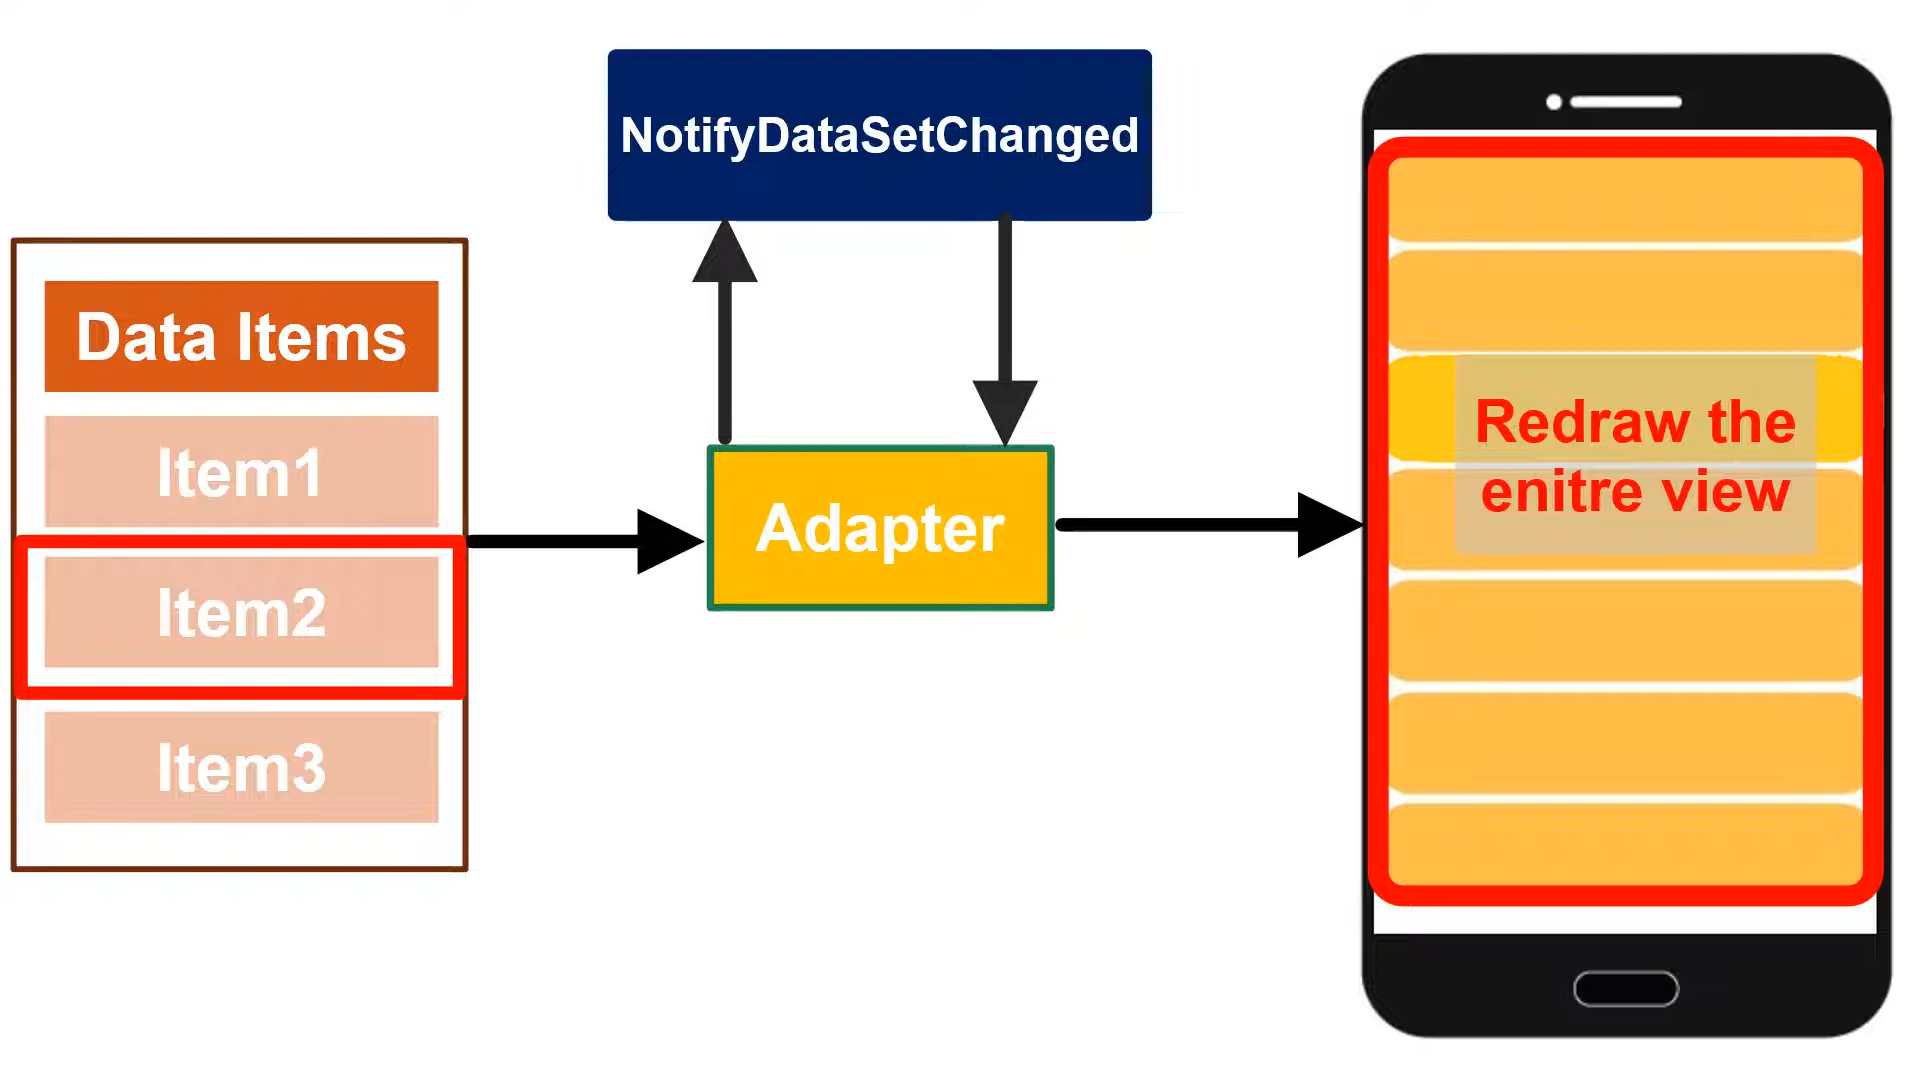 NotifyDataSetChanged
Data Items
Item1
Item2
Item3
Adapter
Redraw the
enitre view